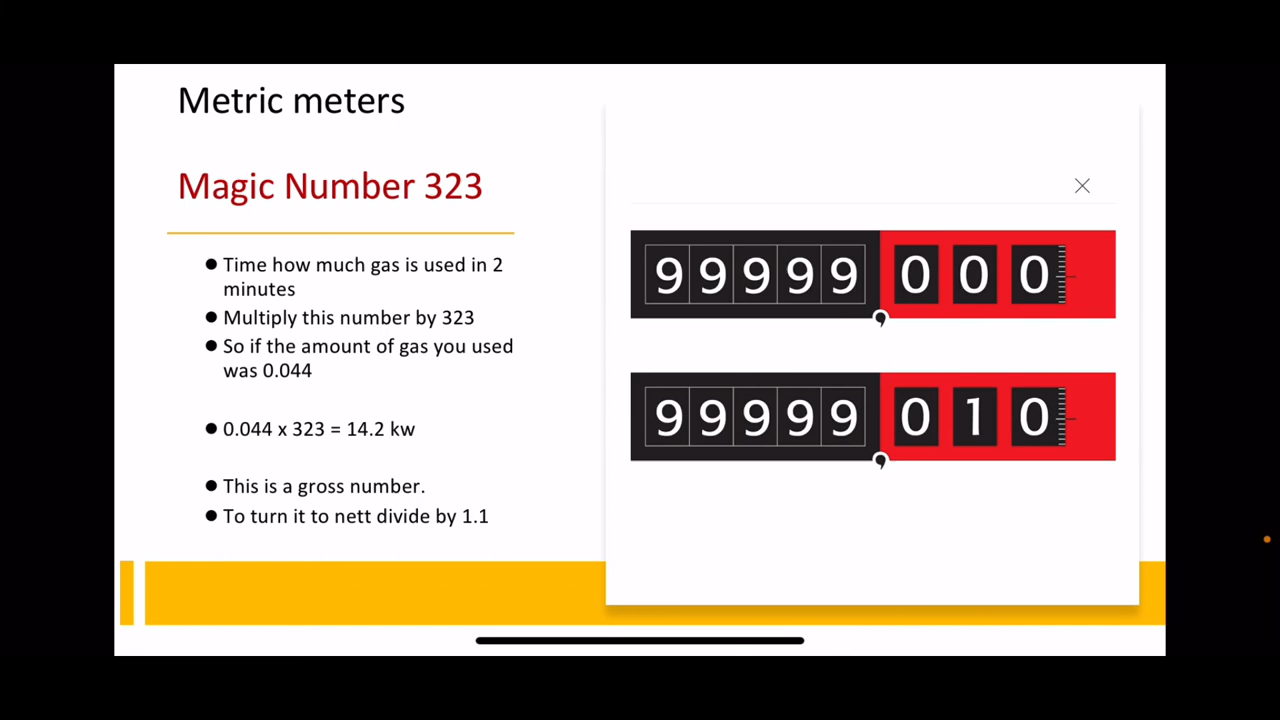 Metric meters
Magic Number 323
● Time how much gas is used in 2
minutes
● Multiply this number by 323
● So if the amount of gas you used
was 0.044
● 0.044 x 323 = 14.2 kw
● This is a gross number.
● To turn it to nett divide by 1.1
99999,000
99999,010